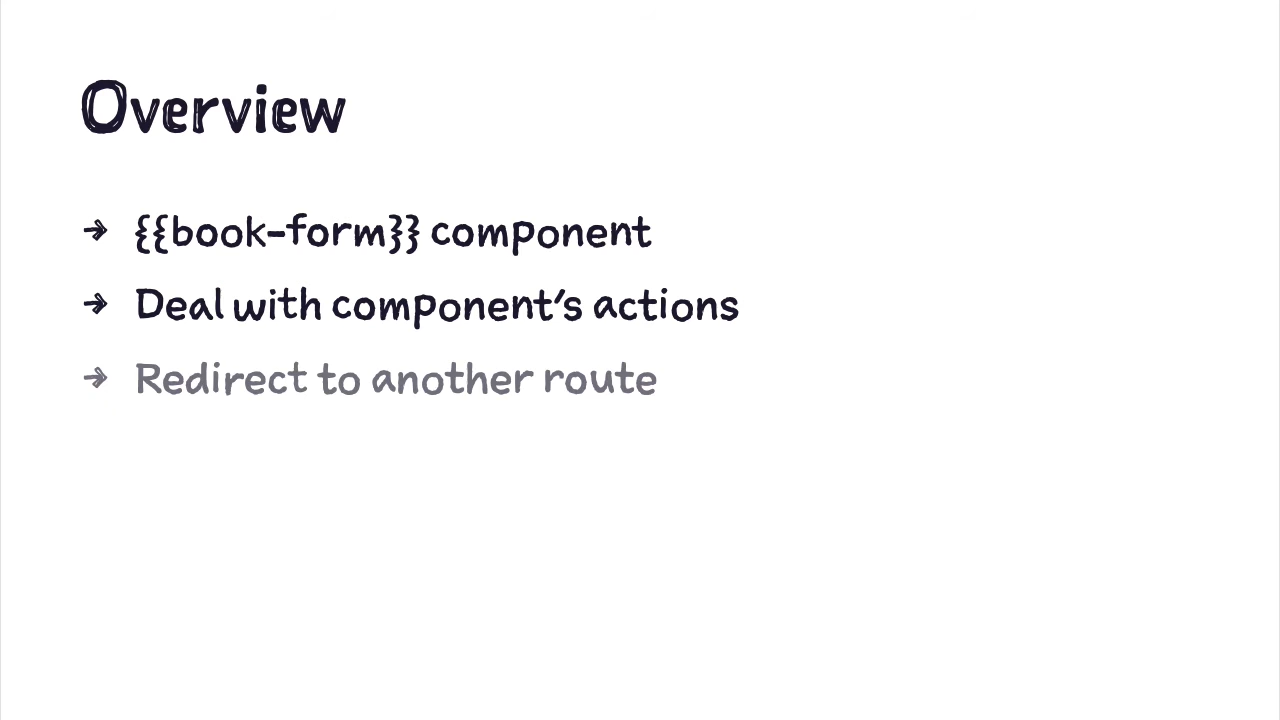 Overview
→ {{book-form}} component
→ Deal with component's actions
→ Redirect to another route